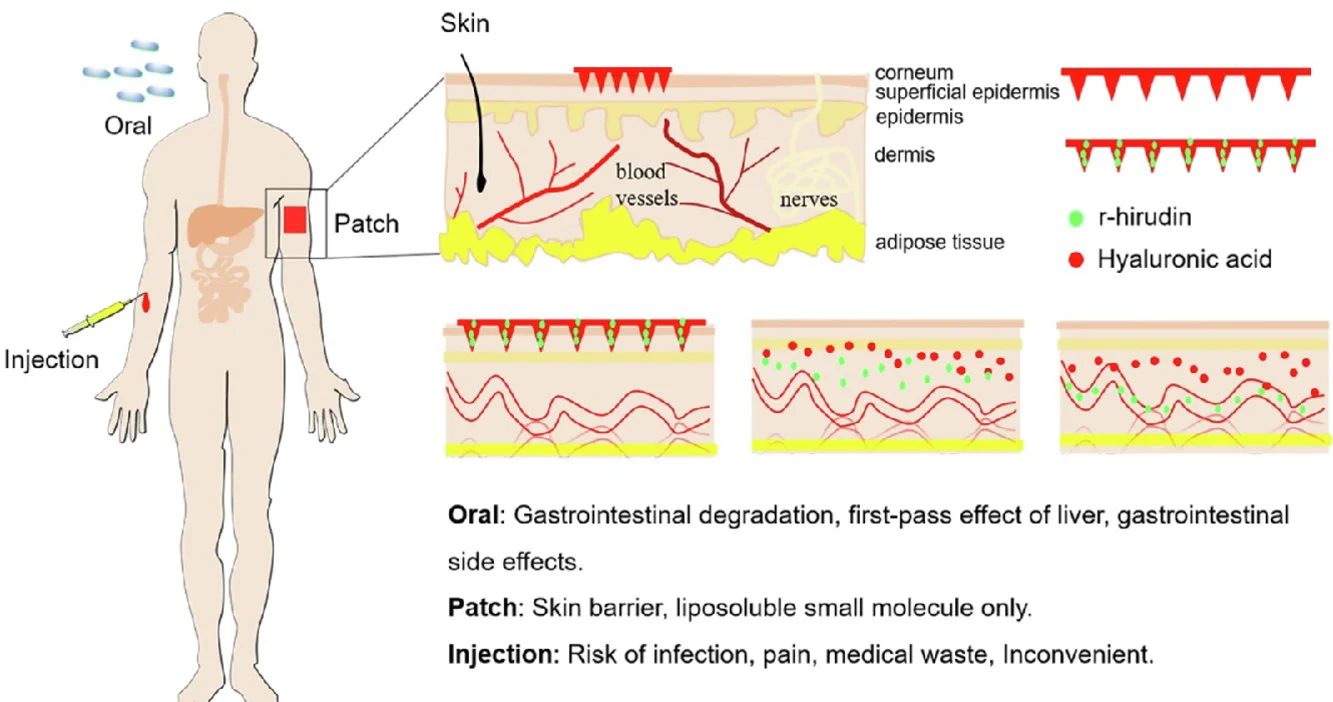 Skin
Oral
Patch
Injection
corneum
superficial epidermis
epidermis
dermis
adipose tissue
blood
vessels
nerves
r-hirudin
Hyaluronic acid
Oral: Gastrointestinal degradation, first-pass effect of liver, gastrointestinal
side effects.
Patch: Skin barrier, liposoluble small molecule only.
Injection: Risk of infection, pain, medical waste, Inconvenient.